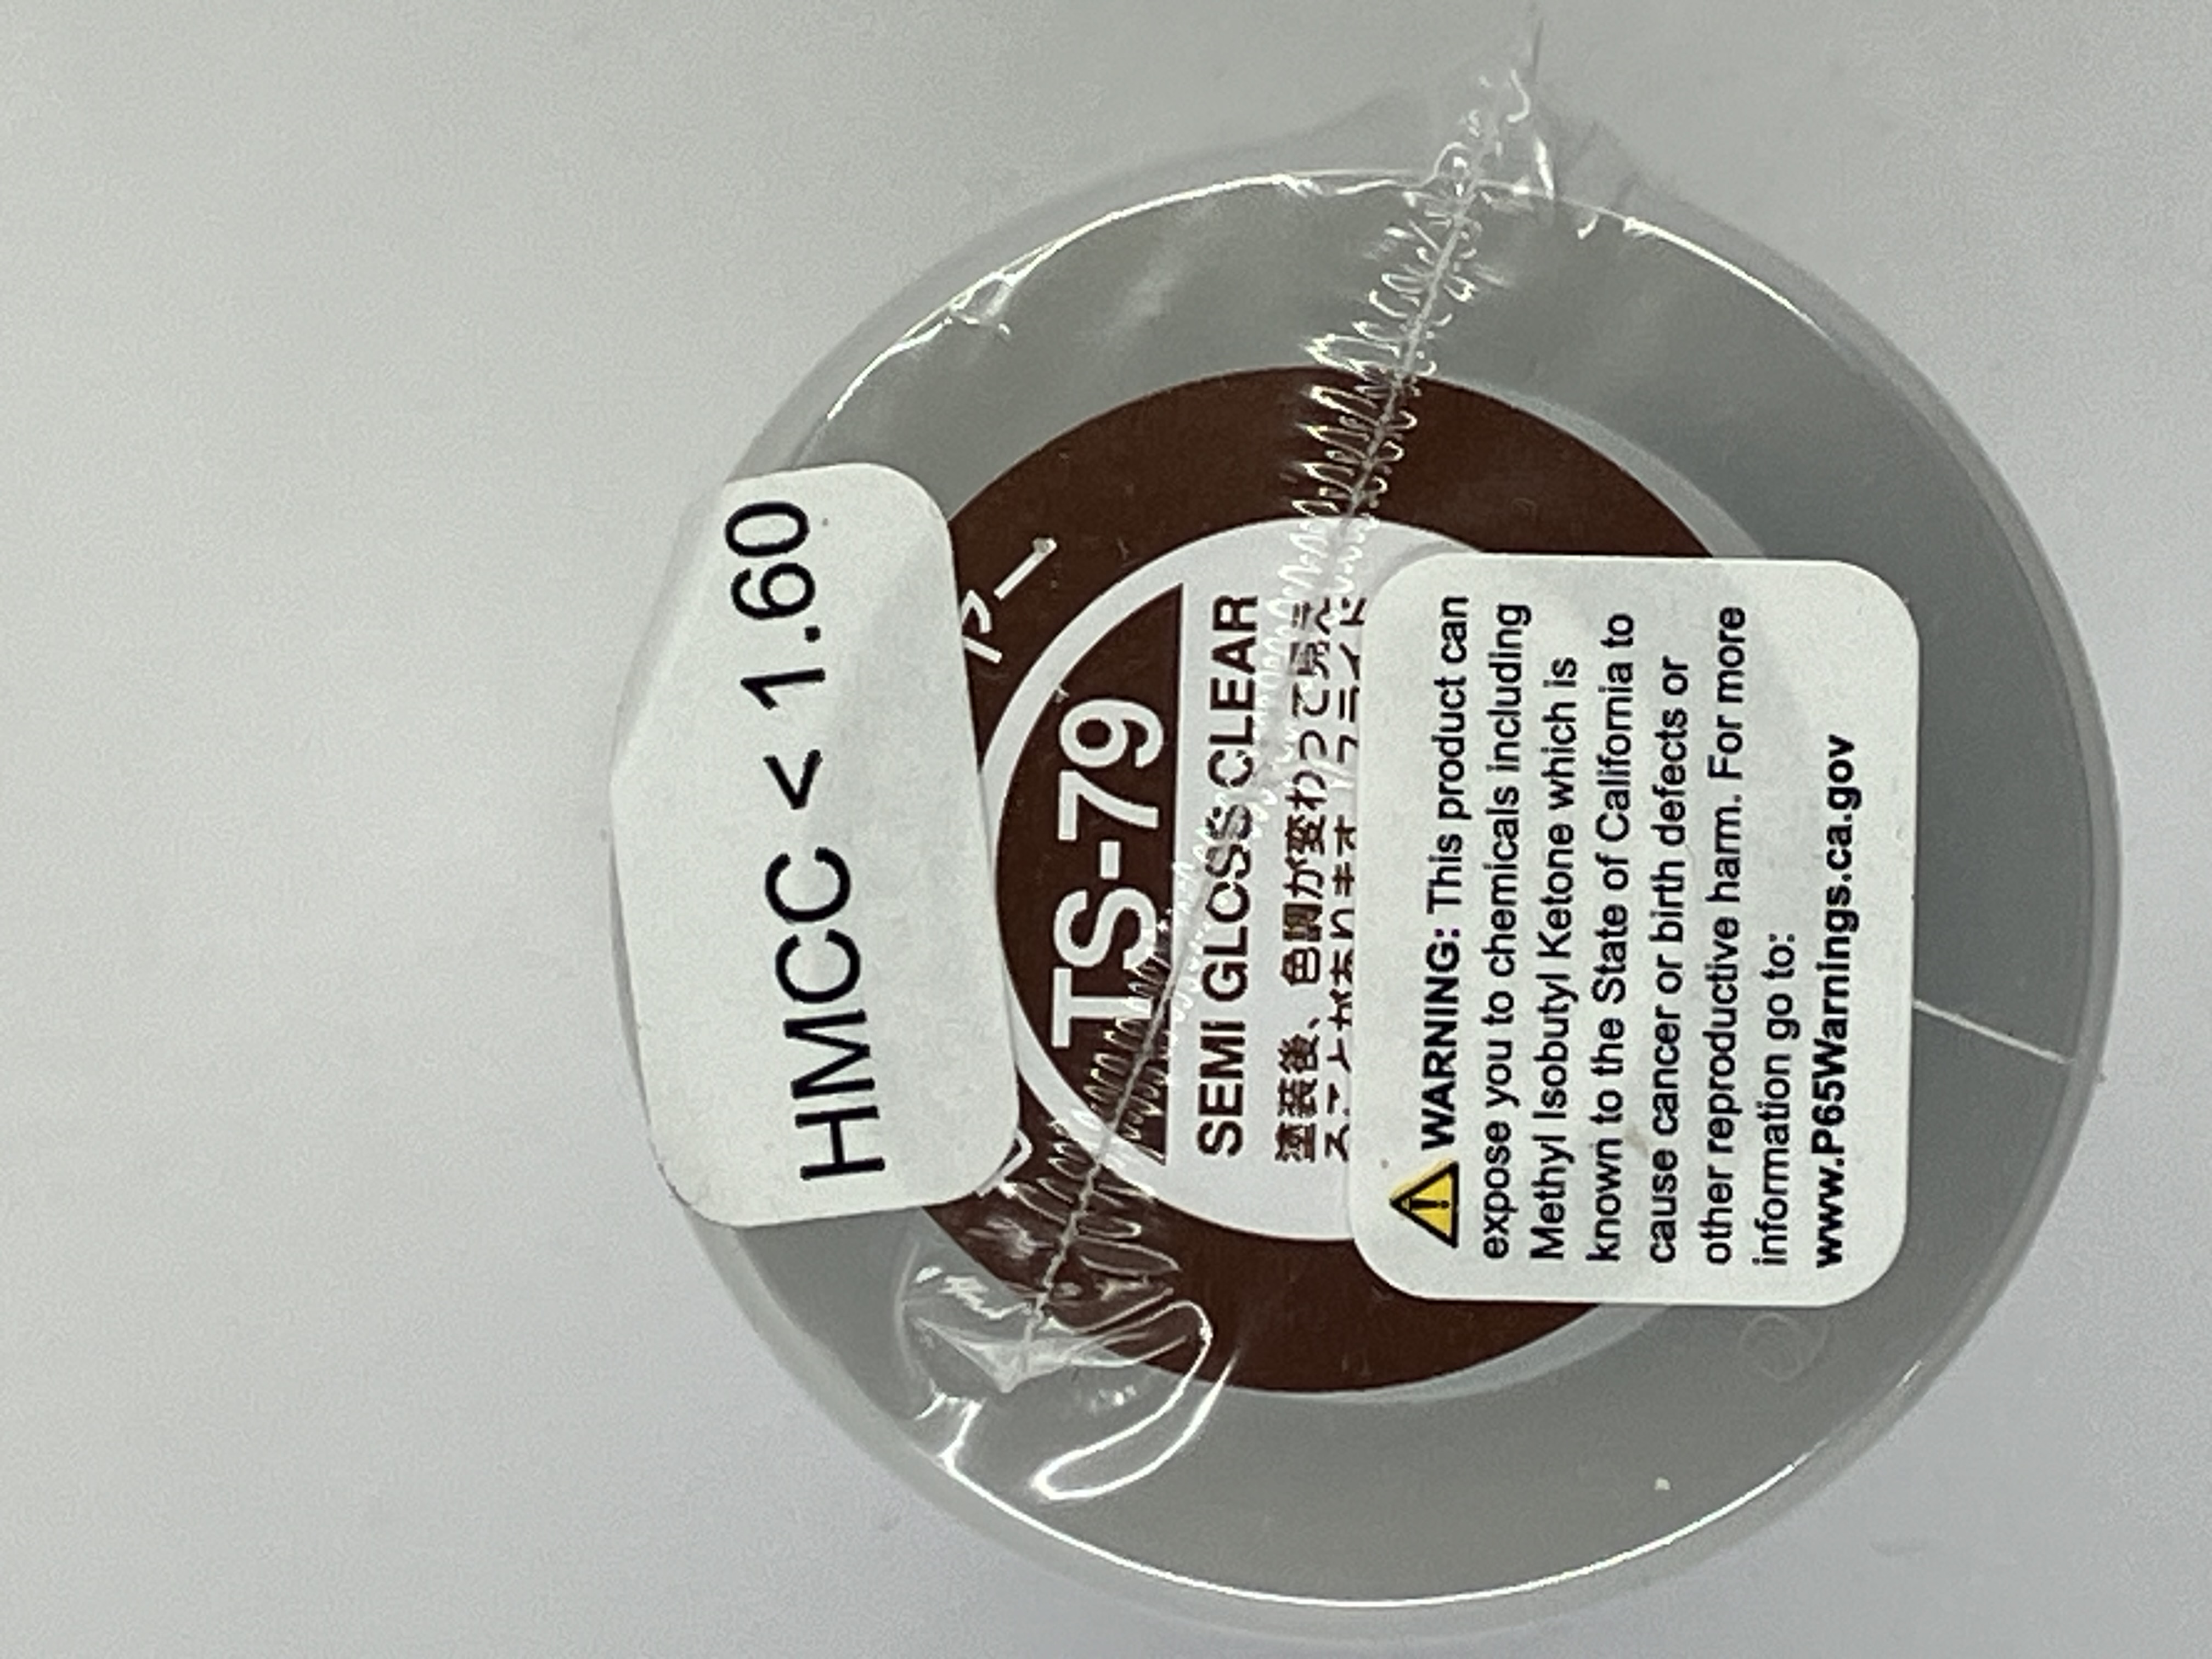 HMCC < 1.60
TS-79
SEMI GLOSS CLEAR
塗装後、色調が変わって見え
⚠ WARNING: This product can
expose you to chemicals including
Methyl Isobutyl Ketone which is
known to the State of California to
cause cancer or birth defects or
other reproductive harm. For more
information go to:
www.P65Warnings.ca.gov